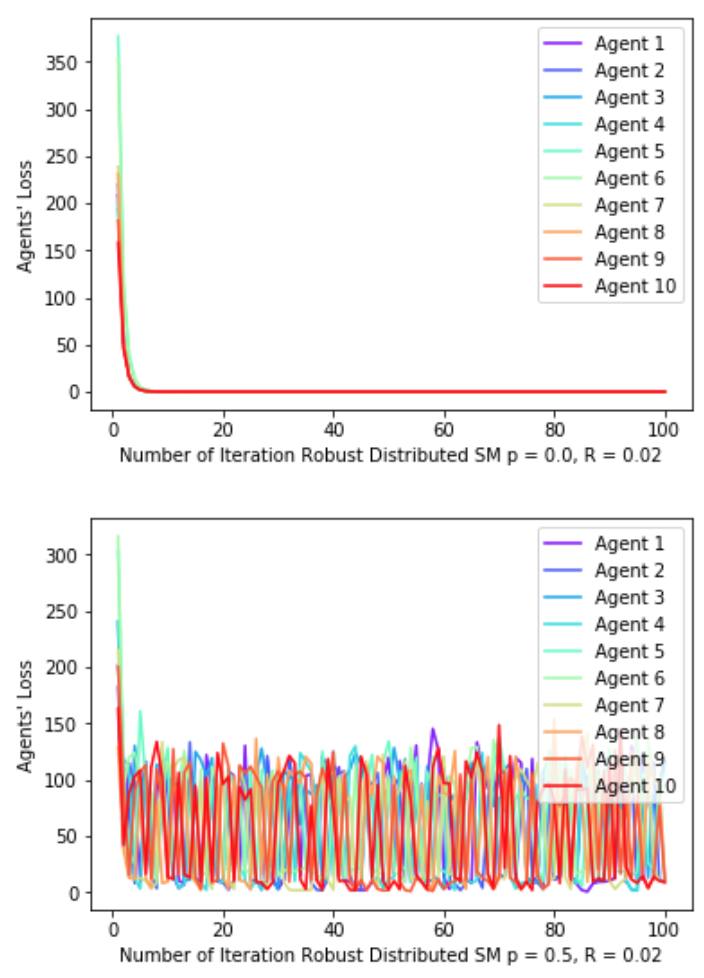 350
300
250
200
150
100
50
0
Agents' Loss
Agent 1
Agent 2
Agent 3
Agent 4
Agent 5
Agent 6
Agent 7
Agent 8
Agent 9
Agent 10
0 20 40 60 80 100
Number of Iteration Robust Distributed SM p = 0.0, R = 0.02
300
250
200
150
100
50
0
Agents' Loss
Agent 1
Agent 2
Agent 3
Agent 4
Agent 5
Agent 6
Agent 7
Agent 8
Agent 9
Agent 10
0 20 40 60 80 100
Number of Iteration Robust Distributed SM p = 0.5, R = 0.02